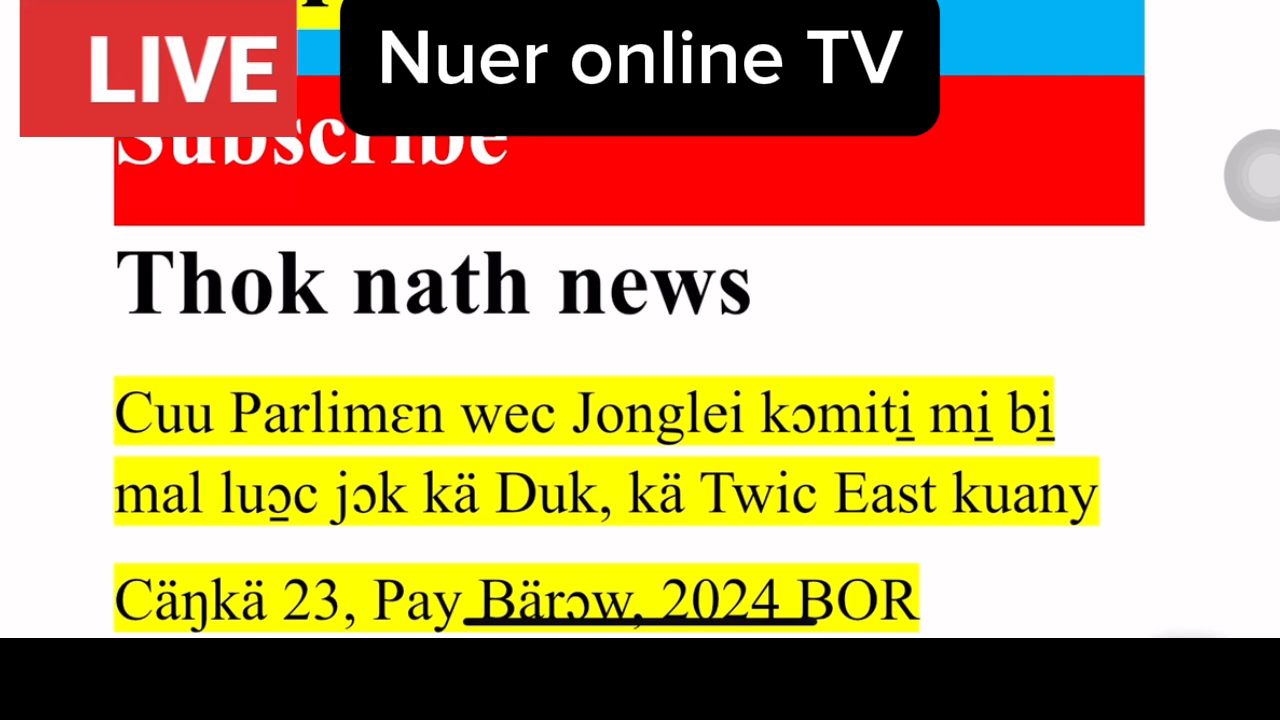 LIVE
Nuer online TV
Subscribe
Thok nath news
Cuu Parlimɛn wec Jonglei kɔmiti̱ mi̱ bi̱
mal luɔ̱c jɔk kä Duk, kä Twic East kuany
Cäŋkä 23, Pay Bärɔw, 2024 BOR